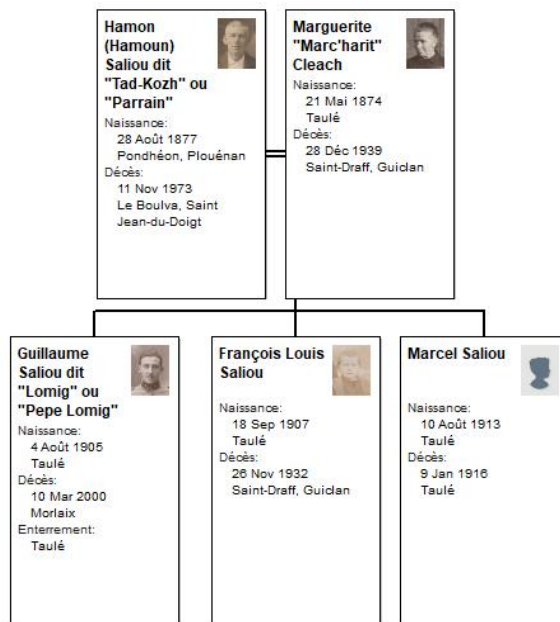 Hamon
(Hamoun)
Saliou dit
"Tad-Kozh" ou
"Parrain"
Naissance:
28 Août 1877
Pondhéon, Plouénan
Décès:
11 Nov 1973
Le Boulva, Saint
Jean-du-Doigt
Marguerite
"Marc'harit"
Cleach
Naissance:
21 Mai 1874
Taulé
Décès:
28 Déc 1939
Saint-Draff, Guiclan
Guillaume
Saliou dit
"Lomig" ou
"Pepe Lomig"
Naissance:
4 Août 1905
Taulé
Décès:
10 Mar 2000
Morlaix
Enterrement:
Taulé
François Louis
Saliou
Naissance:
18 Sep 1907
Taulé
Décès:
26 Nov 1932
Saint-Draff, Guiclan
Marcel Saliou
Naissance:
10 Août 1913
Taulé
Décès:
9 Jan 1916
Taulé